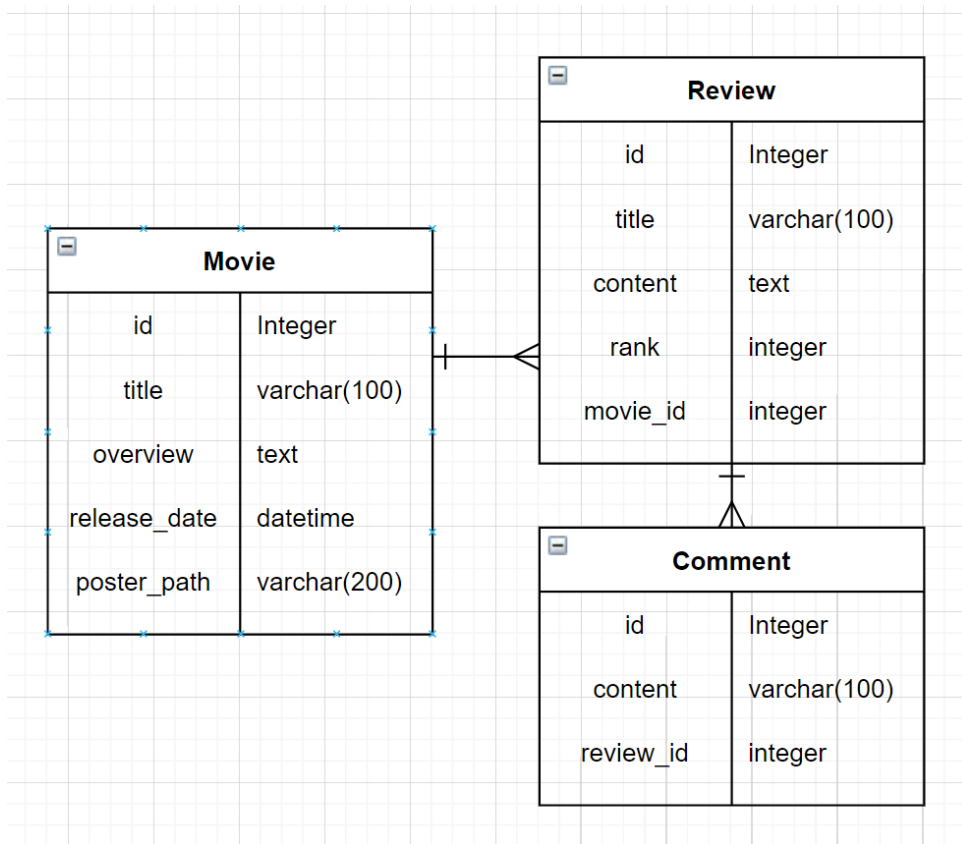 Movie
id Integer
title varchar(100)
overview text
release_date datetime
poster_path varchar(200)
Review
id Integer
title varchar(100)
content text
rank integer
movie_id integer
Comment
id Integer
content varchar(100)
review_id integer